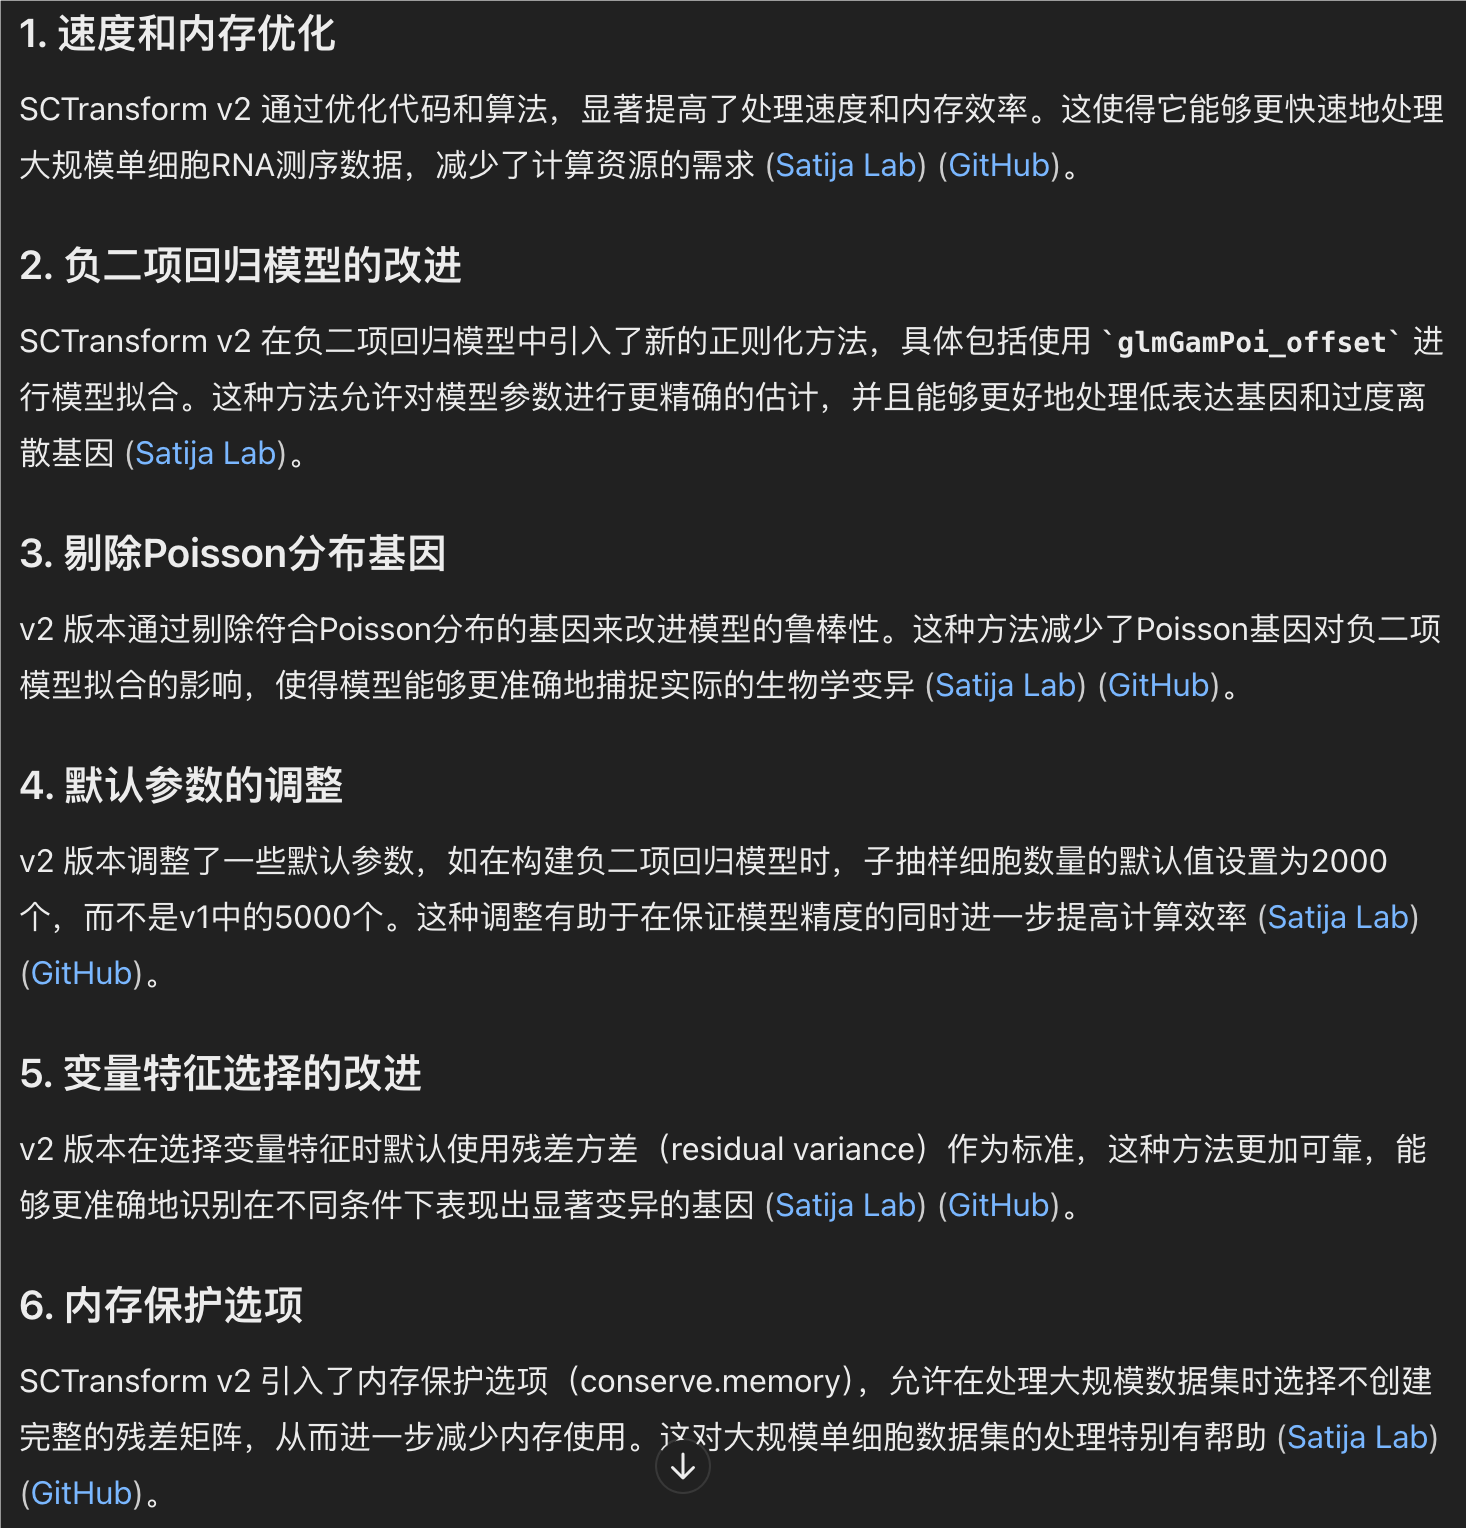 1. 速度和内存优化
SCTransform v2 通过优化代码和算法，显著提高了处理速度和内存效率。这使得它能够更快速地处理
大规模单细胞RNA测序数据，减少了计算资源的需求 (Satija Lab) (GitHub)。
2. 负二项回归模型的改进
SCTransform v2 在负二项回归模型中引入了新的正则化方法，具体包括使用 `glmGamPoi_offset` 进
行模型拟合。这种方法允许对模型参数进行更精确的估计，并且能够更好地处理低表达基因和过度离
散基因 (Satija Lab)。
3. 剔除Poisson分布基因
v2 版本通过剔除符合Poisson分布的基因来改进模型的鲁棒性。这种方法减少了Poisson基因对负二项
模型拟合的影响，使得模型能够更准确地捕捉实际的生物学变异 (Satija Lab) (GitHub)。
4. 默认参数的调整
v2 版本调整了一些默认参数，如在构建负二项回归模型时，子抽样细胞数量的默认值设置为2000
个，而不是v1中的5000个。这种调整有助于在保证模型精度的同时进一步提高计算效率 (Satija Lab)
(GitHub)。
5. 变量特征选择的改进
v2 版本在选择变量特征时默认使用残差方差（residual variance）作为标准，这种方法更加可靠，能
够更准确地识别在不同条件下表现出显著变异的基因 (Satija Lab) (GitHub)。
6. 内存保护选项
SCTransform v2 引入了内存保护选项（conserve.memory），允许在处理大规模数据集时选择不创建
完整的残差矩阵，从而进一步减少内存使用。这对大规模单细胞数据集的处理特别有帮助 (Satija Lab)
(GitHub)。